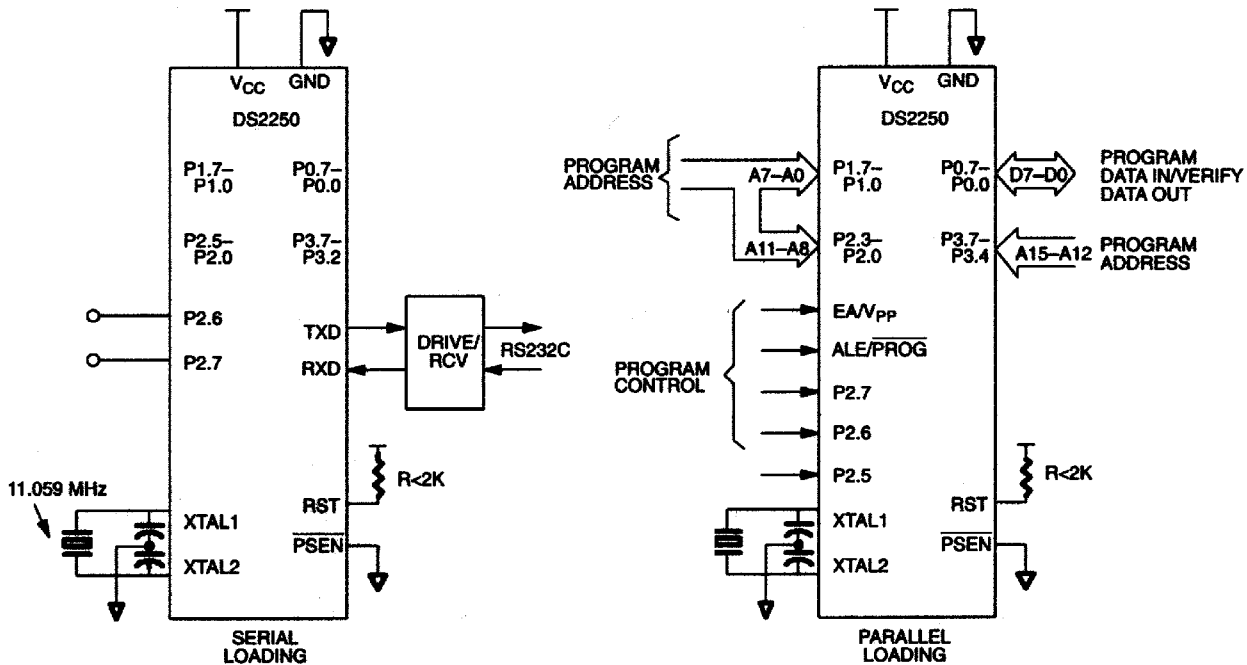 VCC GND
DS2250
P1.7–
P1.0
P0.7–
P0.0
P2.5–
P2.0
P3.7–
P3.2
P2.6
P2.7
TXD
RXD
DRIVE/
RCV
RS232C
R<2K
RST
PSEN
11.059 MHz
XTAL1
XTAL2
SERIAL
LOADING
VCC GND
DS2250
PROGRAM
ADDRESS
A7–A0
P1.7–
P1.0
P0.7–
P0.0
D7–D0
PROGRAM
DATA IN/VERIFY
DATA OUT
A11–A8
P2.3–
P2.0
P3.7–
P3.4
A15–A12
PROGRAM
ADDRESS
PROGRAM
CONTROL
EA/VPP
ALE/PROG
P2.7
P2.6
P2.5
R<2K
RST
PSEN
XTAL1
XTAL2
PARALLEL
LOADING